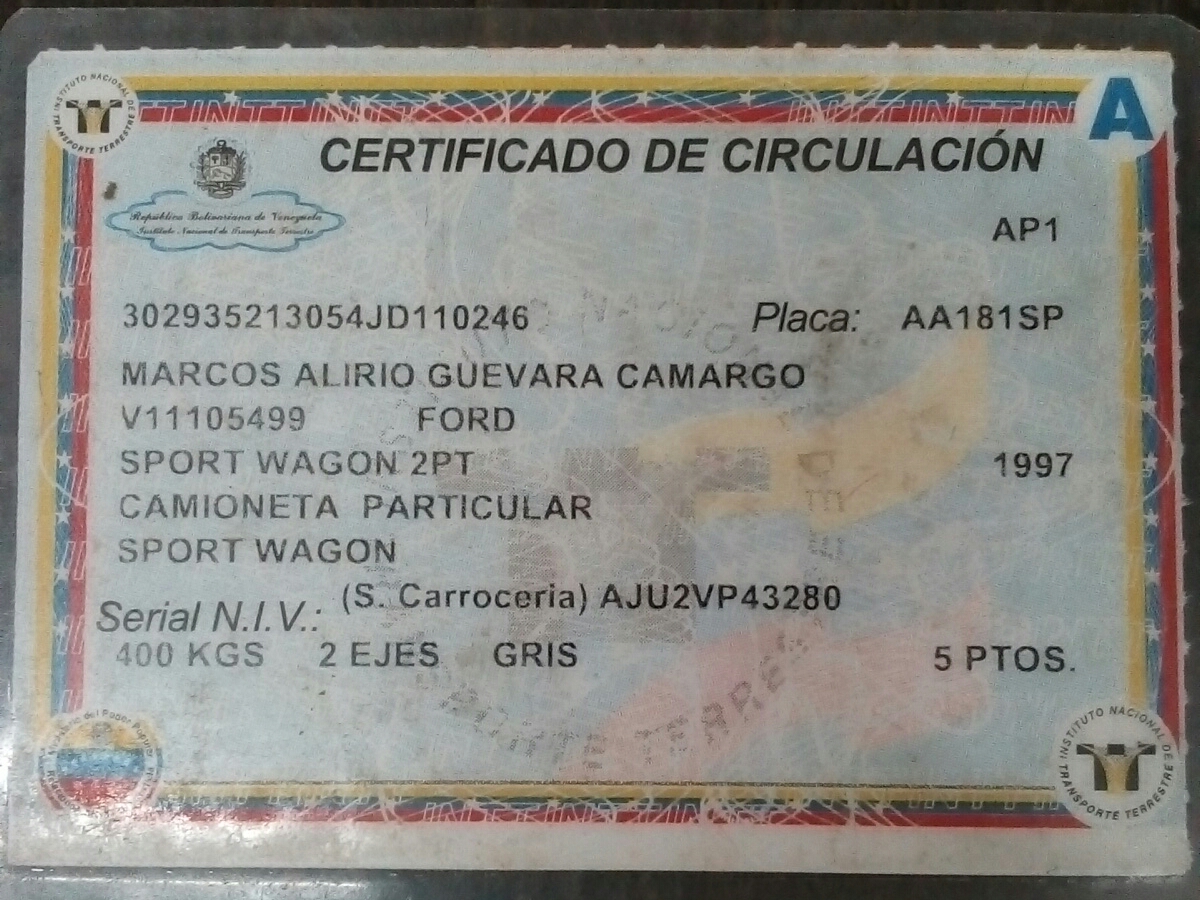 INSTITUTO NACIONAL DE TRANSPORTE TERRESTRE
A
CERTIFICADO DE CIRCULACIÓN
República Bolivariana de Venezuela
Instituto Nacional de Transporte Terrestre
AP1
302935213054JD110246 Placa: AA181SP
MARCOS ALIRIO GUEVARA CAMARGO
V11105499 FORD
SPORT WAGON 2PT 1997
CAMIONETA PARTICULAR
SPORT WAGON
Serial N.I.V.: (S. Carroceria) AJU2VP43280
400 KGS 2 EJES GRIS 5 PTOS.
INSTITUTO NACIONAL DE TRANSPORTE TERRESTRE